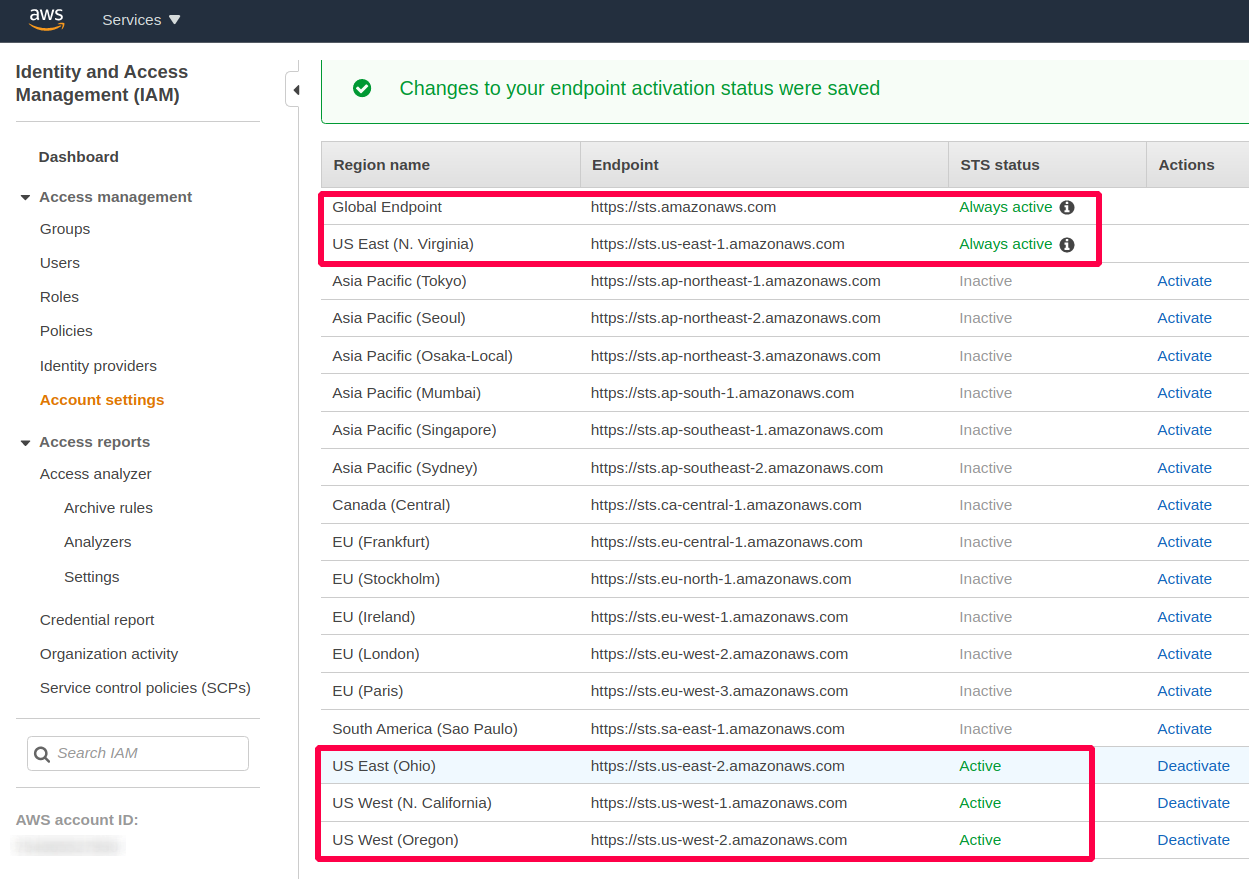 aws Services
Identity and Access
Management (IAM)
Dashboard
Access management
Groups
Users
Roles
Policies
Identity providers
Account settings
Access reports
Access analyzer
Archive rules
Analyzers
Settings
Credential report
Organization activity
Service control policies (SCPs)
Search IAM
AWS account ID:
Changes to your endpoint activation status were saved
Region name Endpoint STS status Actions
Global Endpoint https://sts.amazonaws.com Always active
US East (N. Virginia) https://sts.us-east-1.amazonaws.com Always active
Asia Pacific (Tokyo) https://sts.ap-northeast-1.amazonaws.com Inactive Activate
Asia Pacific (Seoul) https://sts.ap-northeast-2.amazonaws.com Inactive Activate
Asia Pacific (Osaka-Local) https://sts.ap-northeast-3.amazonaws.com Inactive Activate
Asia Pacific (Mumbai) https://sts.ap-south-1.amazonaws.com Inactive Activate
Asia Pacific (Singapore) https://sts.ap-southeast-1.amazonaws.com Inactive Activate
Asia Pacific (Sydney) https://sts.ap-southeast-2.amazonaws.com Inactive Activate
Canada (Central) https://sts.ca-central-1.amazonaws.com Inactive Activate
EU (Frankfurt) https://sts.eu-central-1.amazonaws.com Inactive Activate
EU (Stockholm) https://sts.eu-north-1.amazonaws.com Inactive Activate
EU (Ireland) https://sts.eu-west-1.amazonaws.com Inactive Activate
EU (London) https://sts.eu-west-2.amazonaws.com Inactive Activate
EU (Paris) https://sts.eu-west-3.amazonaws.com Inactive Activate
South America (Sao Paulo) https://sts.sa-east-1.amazonaws.com Inactive Activate
US East (Ohio) https://sts.us-east-2.amazonaws.com Active Deactivate
US West (N. California) https://sts.us-west-1.amazonaws.com Active Deactivate
US West (Oregon) https://sts.us-west-2.amazonaws.com Active Deactivate